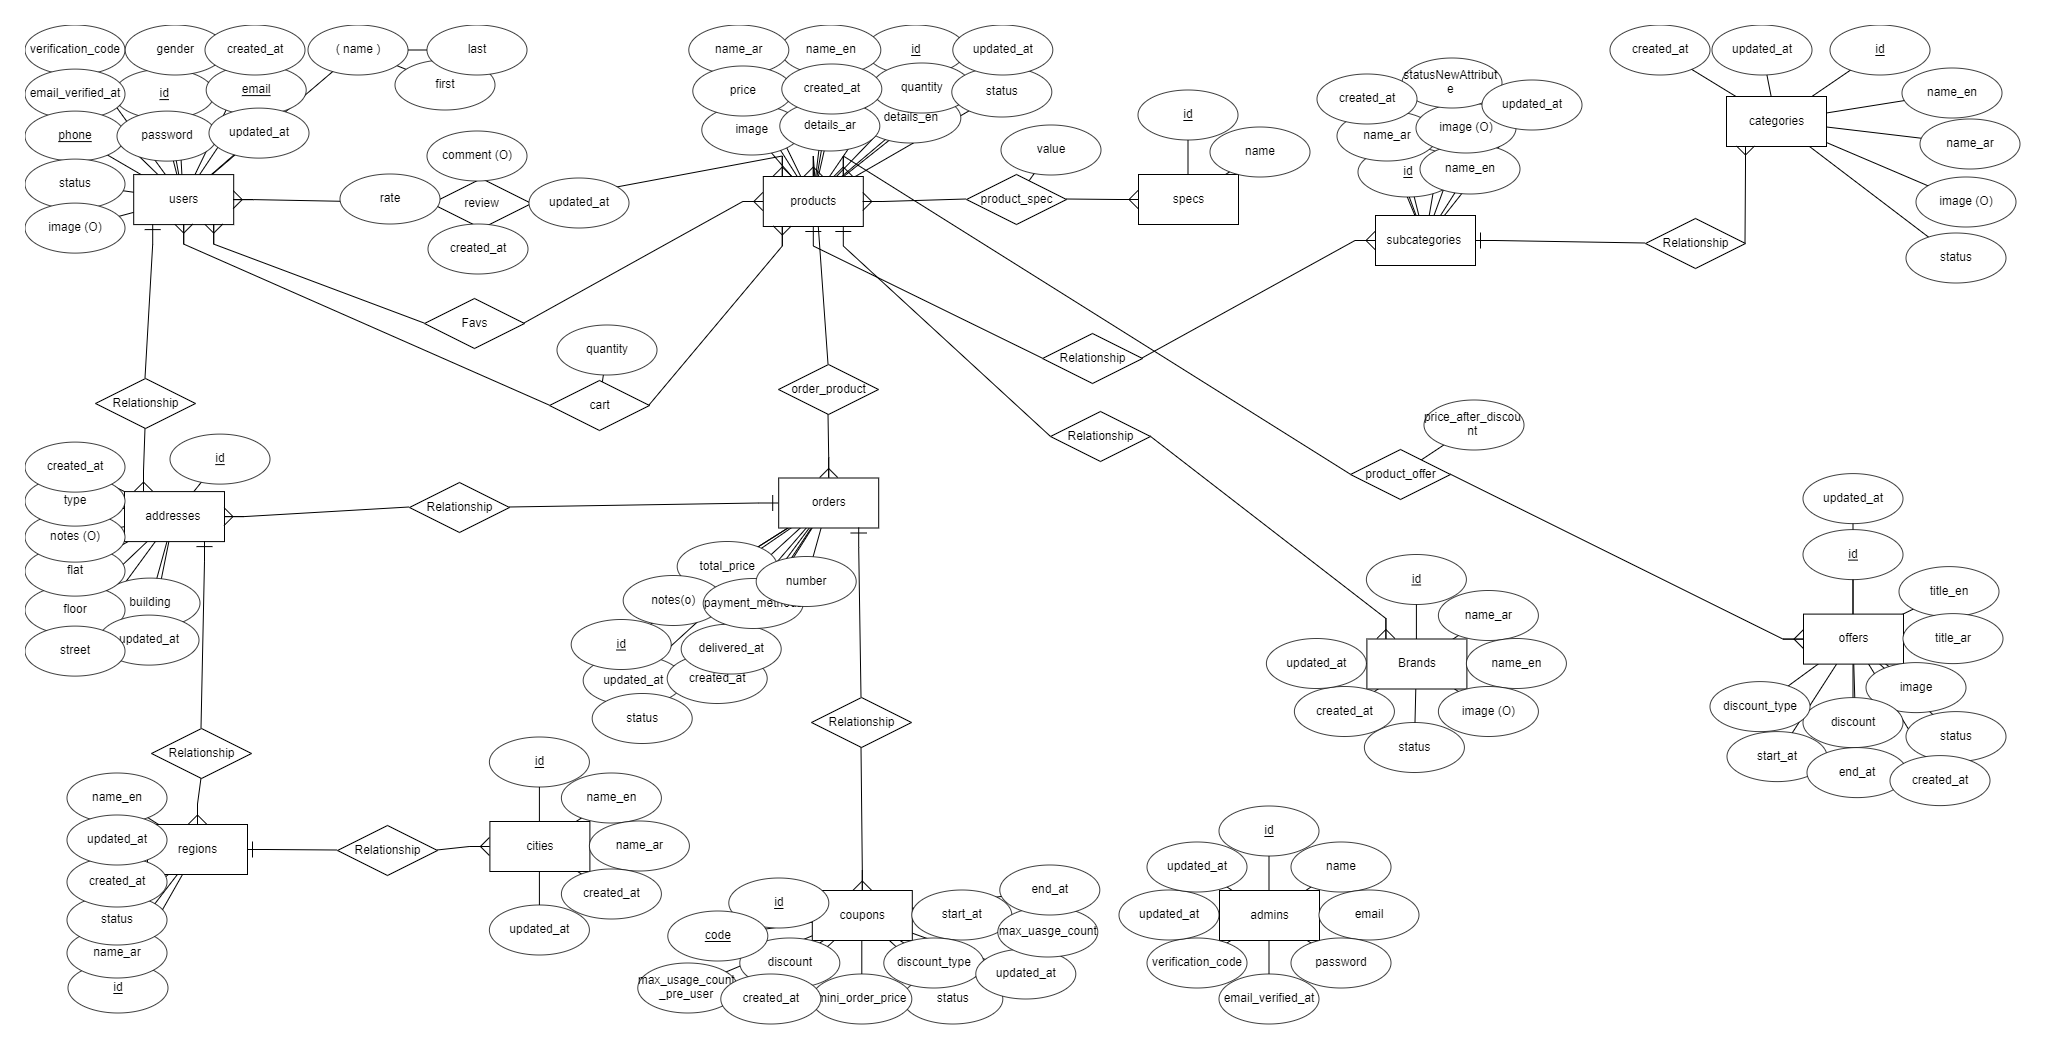 verification_code
gender
created_at
( name )
last
first
email_verified_at
id
email
phone
password
updated_at
status
image (O)
users
rate
comment (O)
review
created_at
updated_at
name_ar
name_en
id
updated_at
price
created_at
quantity
status
image
details_ar
details_en
products
value
product_spec
id
name
specs
created_at
statusNewAttribut
e
updated_at
name_ar
image (O)
id
name_en
subcategories
Relationship
created_at
updated_at
id
name_en
categories
name_ar
image (O)
status
Favs
quantity
cart
order_product
Relationship
Relationship
Relationship
price_after_discou
nt
product_offer
created_at
id
type
addresses
notes (O)
flat
floor
building
street
updated_at
Relationship
orders
total_price
number
notes(o)
payment_metho
id
delivered_at
updated_at
created_at
status
Relationship
id
name_ar
updated_at
Brands
name_en
created_at
image (O)
status
updated_at
id
title_en
offers
title_ar
image
discount_type
discount
status
start_at
end_at
created_at
Relationship
name_en
updated_at
regions
created_at
status
name_ar
id
Relationship
id
name_en
cities
name_ar
created_at
updated_at
id
coupons
start_at
end_at
code
max_uasge_count
discount
discount_type
updated_at
max_usage_count
_pre_user
created_at
mini_order_price
status
id
updated_at
name
updated_at
admins
email
verification_code
password
email_verified_at